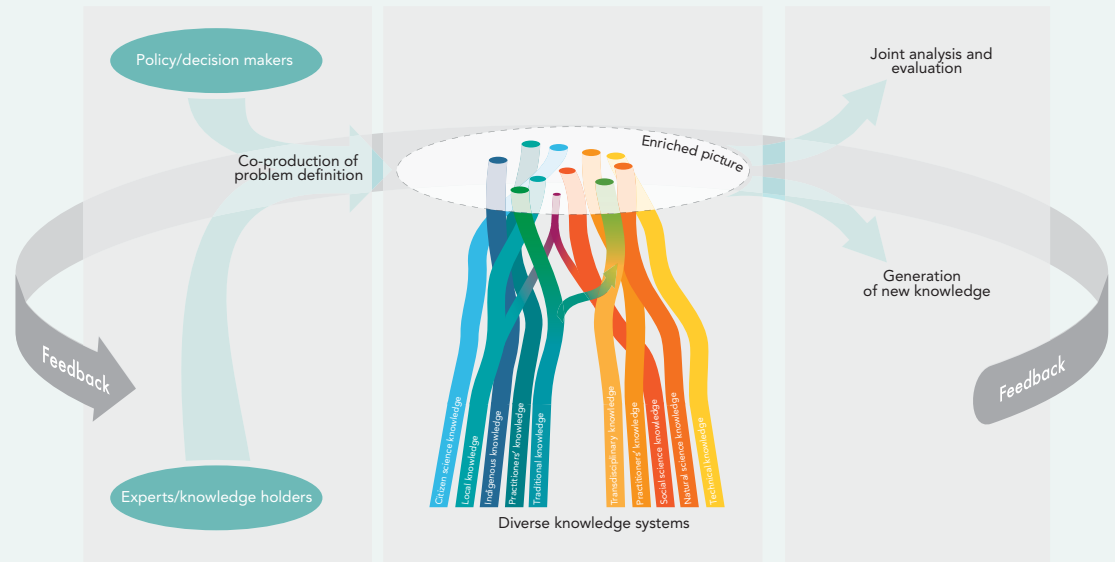 Policy/decision makers
Co-production of
problem definition
Experts/knowledge holders
Feedback
Enriched picture
Citizen science knowledge
Local knowledge
Indigenous knowledge
Practitioners' knowledge
Traditional knowledge
Transdisciplinary knowledge
Practitioners' knowledge
Social science knowledge
Natural science knowledge
Technical knowledge
Diverse knowledge systems
Joint analysis and
evaluation
Generation
of new knowledge
Feedback